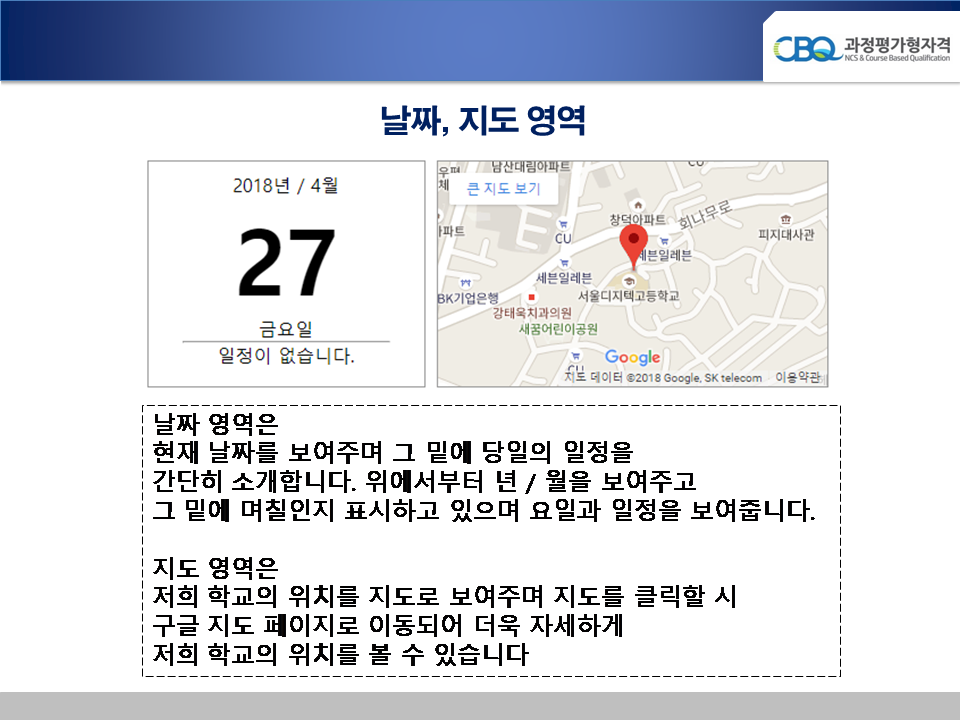 CBQ 과정평가형자격
NCS & Course Based Qualification
날짜, 지도 영역
2018년 / 4월
27
금요일
일정이 없습니다.
남산대림아파트
CU
우편
체
큰 지도 보기
아파트
CU
창덕아파트
회나무로
피지대사관
세븐일레븐
세븐일레븐
BK기업은행
서울디지텍고등학교
강태욱치과의원
새꿈어린이공원
CU
Google
지도 데이터 ©2018 Google, SK telecom 이용약관
날짜 영역은
현재 날짜를 보여주며 그 밑에 당일의 일정을
간단히 소개합니다. 위에서부터 년 / 월을 보여주고
그 밑에 며칠인지 표시하고 있으며 요일과 일정을 보여줍니다.
지도 영역은
저희 학교의 위치를 지도로 보여주며 지도를 클릭할 시
구글 지도 페이지로 이동되어 더욱 자세하게
저희 학교의 위치를 볼 수 있습니다